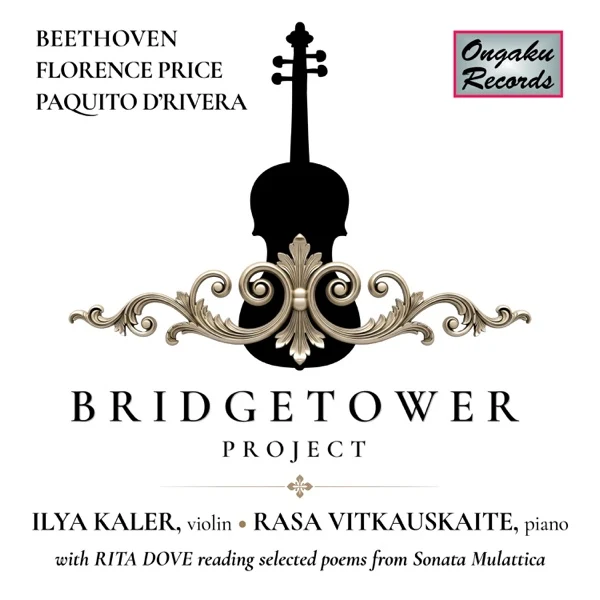 BEETHOVEN
FLORENCE PRICE
PAQUITO D'RIVERA
Ongaku
Records
BRIDGETOWER
PROJECT
ILYA KALER, violin • RASA VITKAUSKAITE, piano
with RITA DOVE reading selected poems from Sonata Mulattica